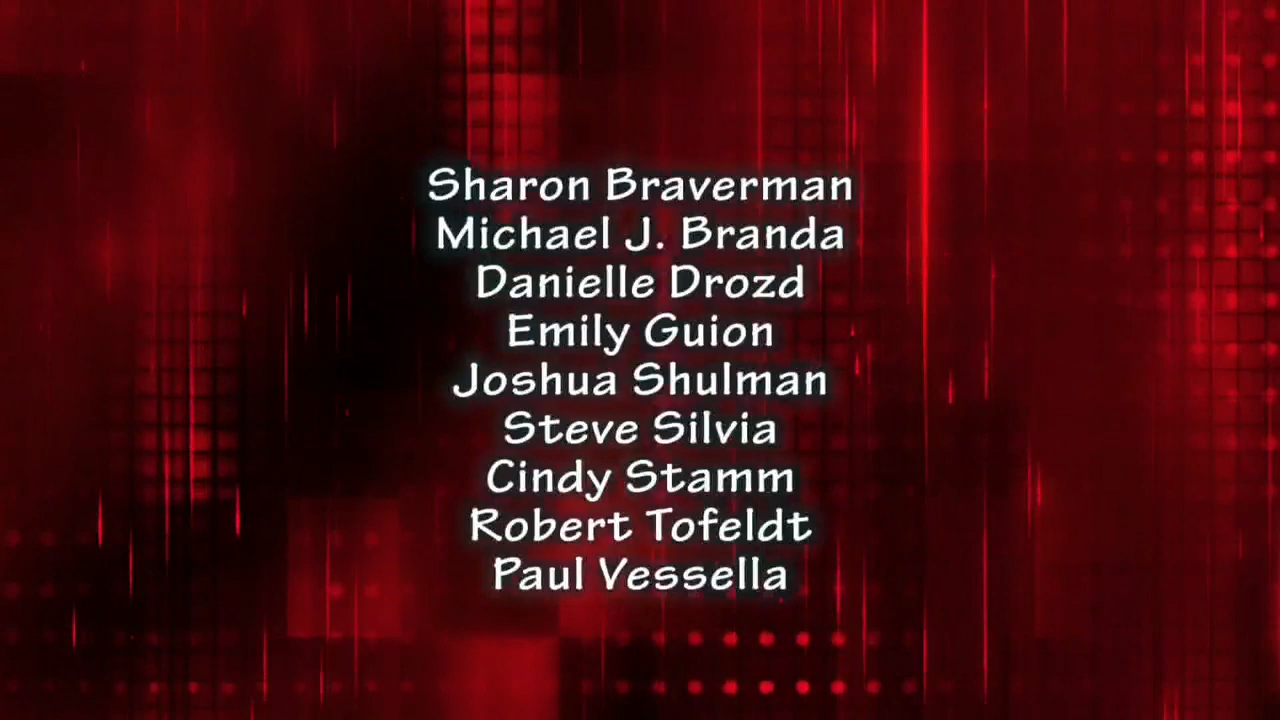 Sharon Braverman
Michael J. Branda
Danielle Drozd
Emily Guion
Joshua Shulman
Steve Silvia
Cindy Stamm
Robert Tofeldt
Paul Vessella